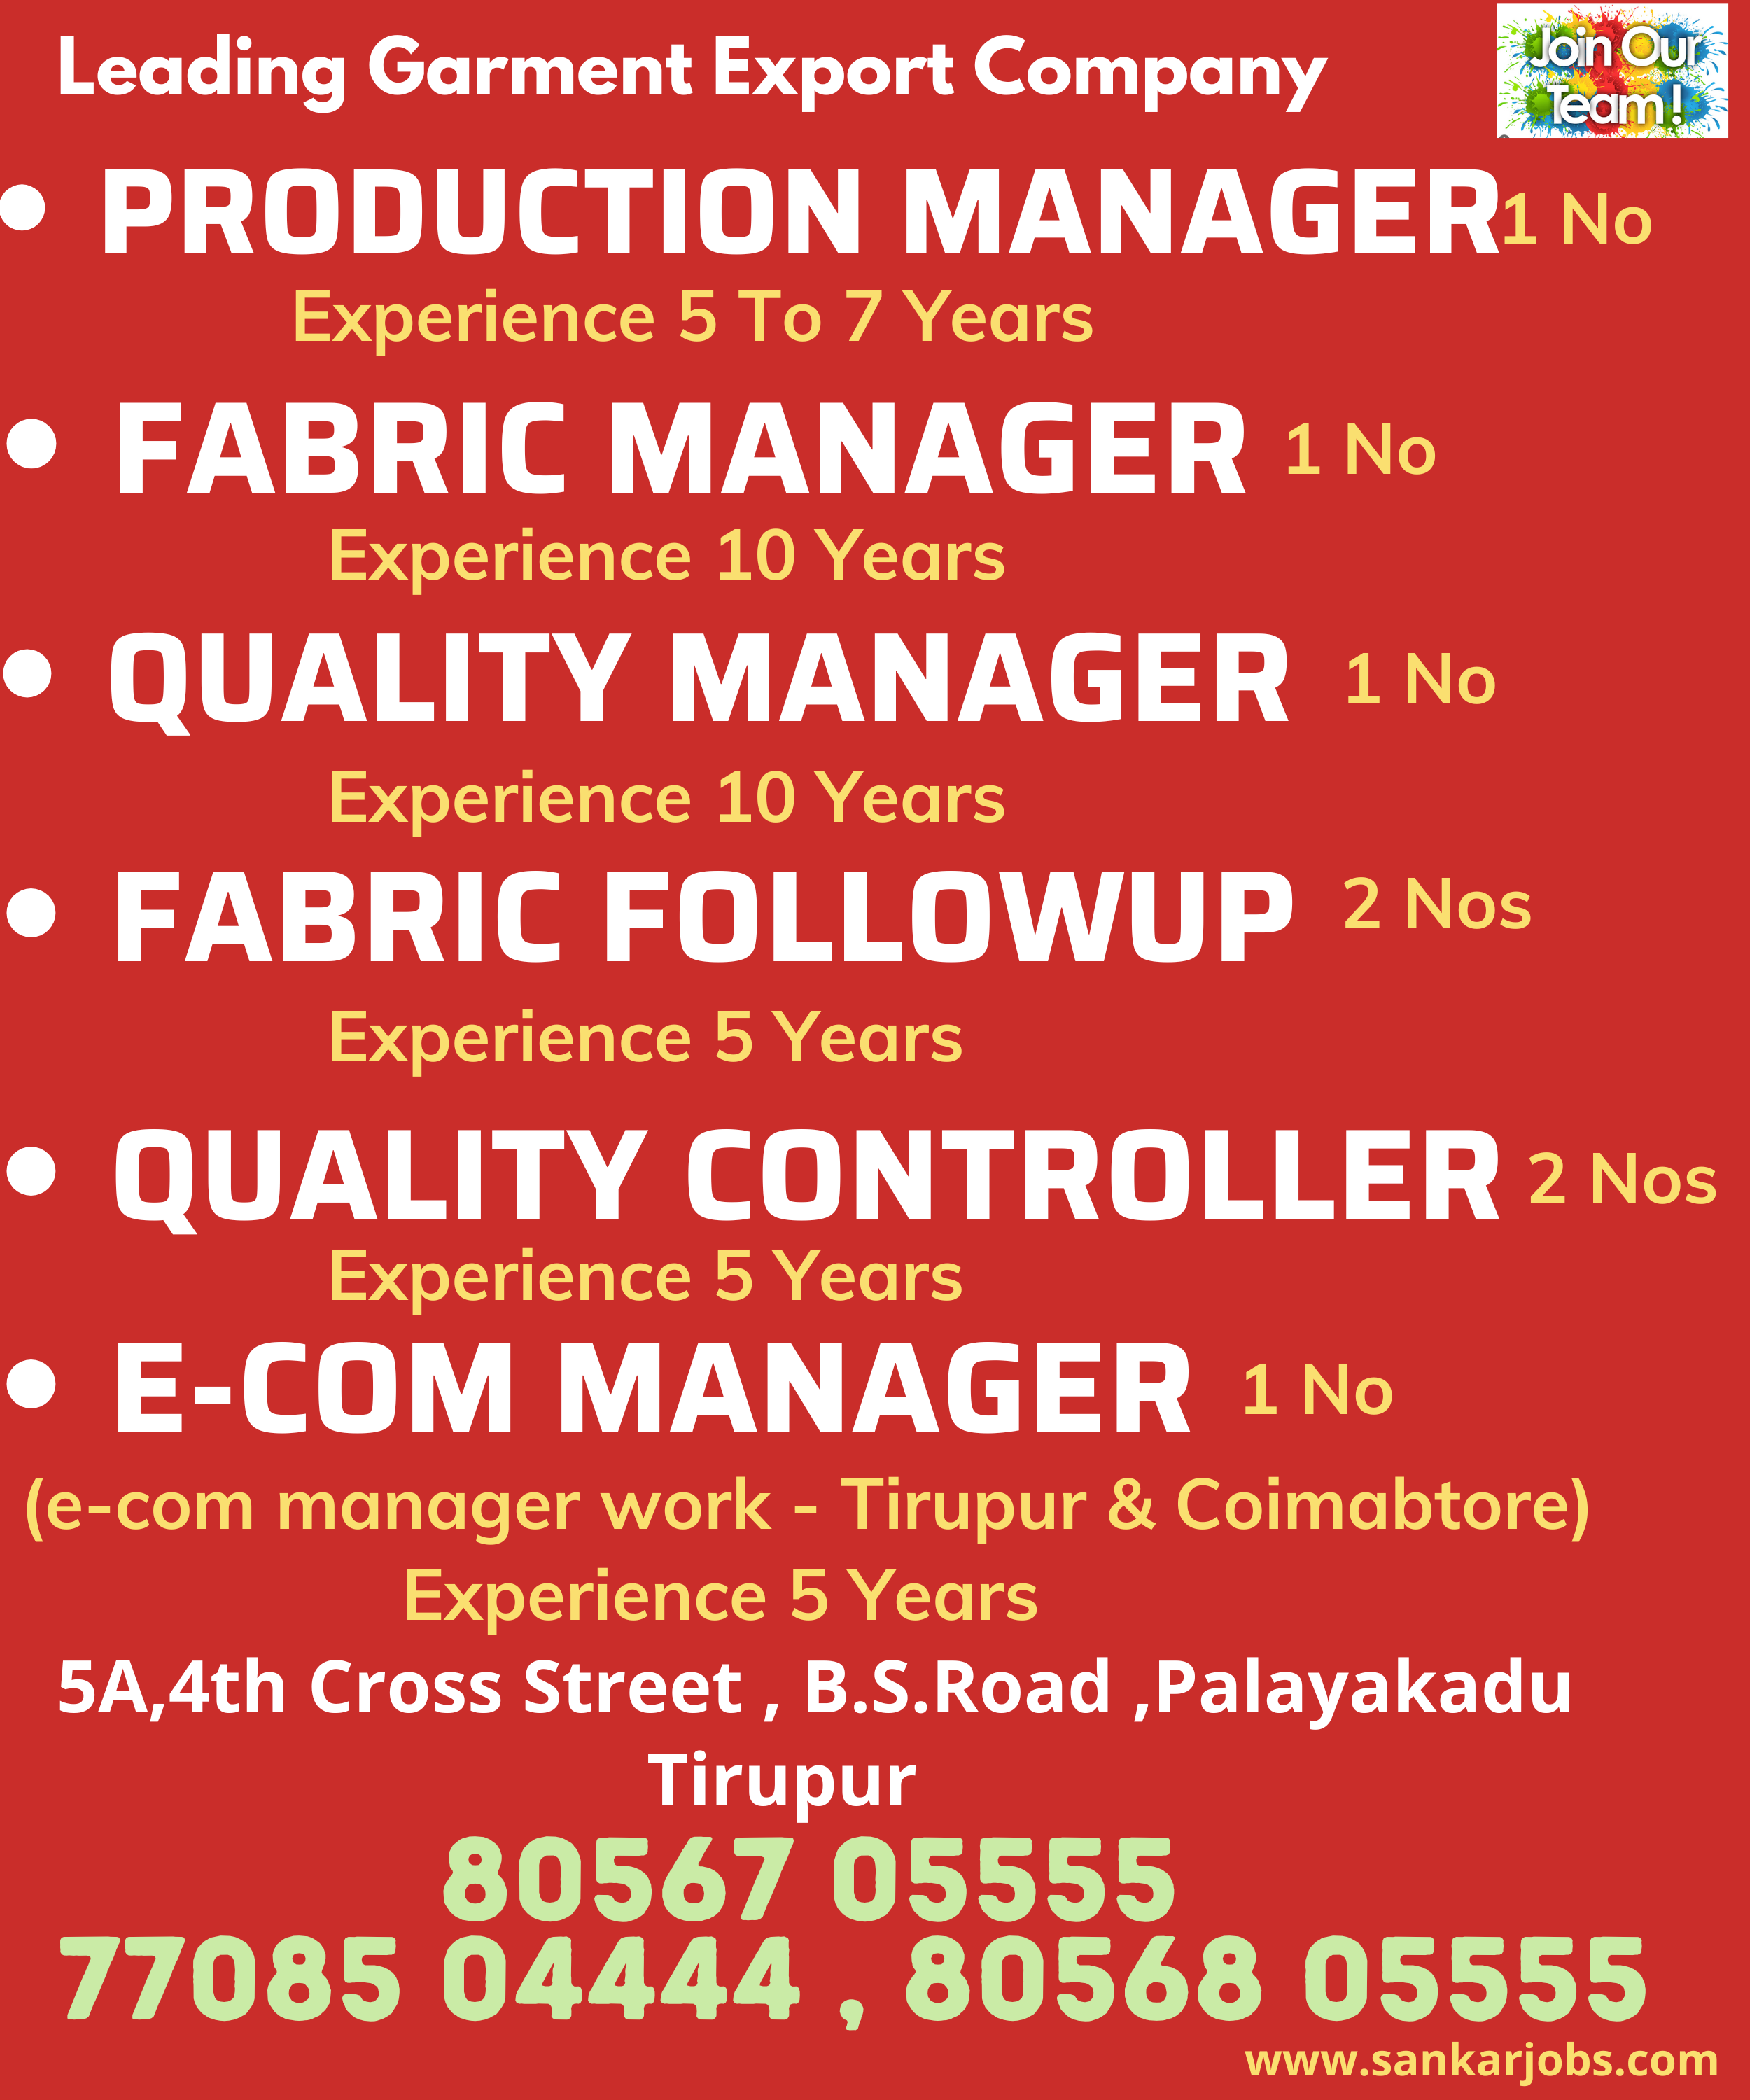 Leading Garment Export Company
Join Our
Team!
• PRODUCTION MANAGER 1 No
Experience 5 To 7 Years
• FABRIC MANAGER 1 No
Experience 10 Years
• QUALITY MANAGER 1 No
Experience 10 Years
• FABRIC FOLLOWUP 2 Nos
Experience 5 Years
• QUALITY CONTROLLER 2 Nos
Experience 5 Years
• E-COM MANAGER 1 No
(e-com manager work - Tirupur & Coimabtore)
Experience 5 Years
5A,4th Cross Street , B.S.Road ,Palayakadu
Tirupur
80567 05555
77085 04444 , 80568 05555
www.sankarjobs.com